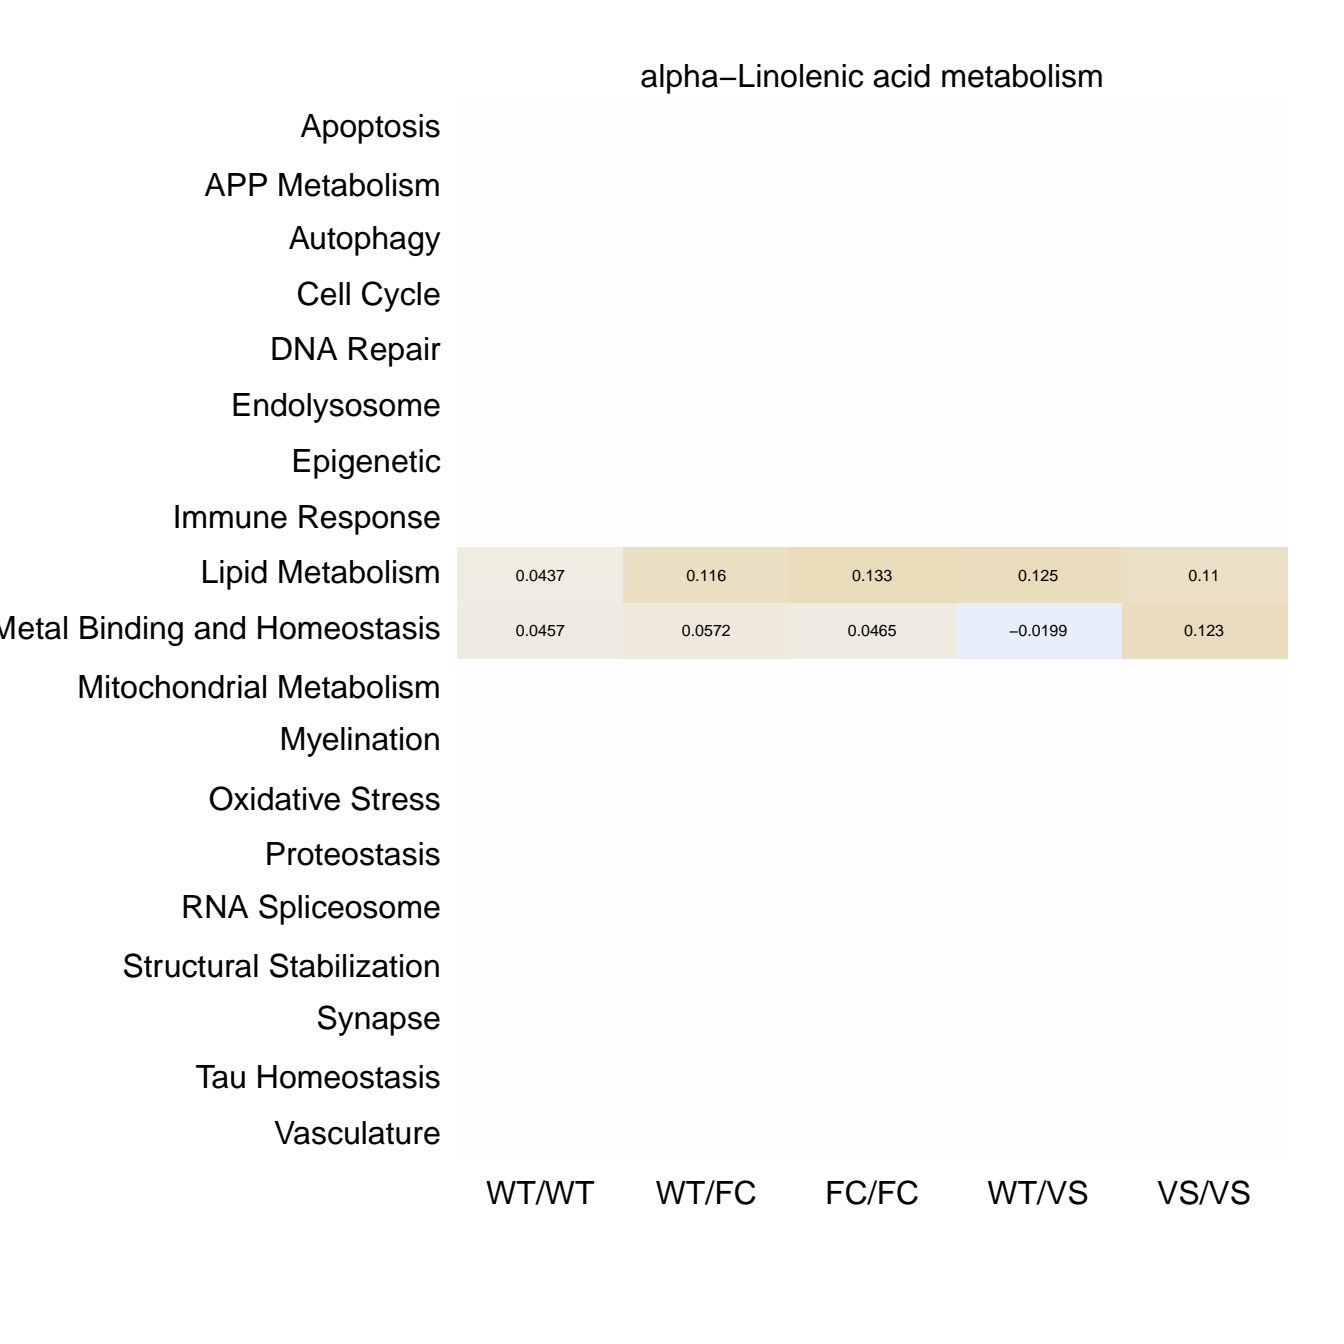 alpha−Linolenic acid metabolism
Apoptosis
APP Metabolism
Autophagy
Cell Cycle
DNA Repair
Endolysosome
Epigenetic
Immune Response
Lipid Metabolism 0.0437 0.116 0.133 0.125 0.11
Metal Binding and Homeostasis 0.0457 0.0572 0.0465 −0.0199 0.123
Mitochondrial Metabolism
Myelination
Oxidative Stress
Proteostasis
RNA Spliceosome
Structural Stabilization
Synapse
Tau Homeostasis
Vasculature
WT/WT WT/FC FC/FC WT/VS VS/VS